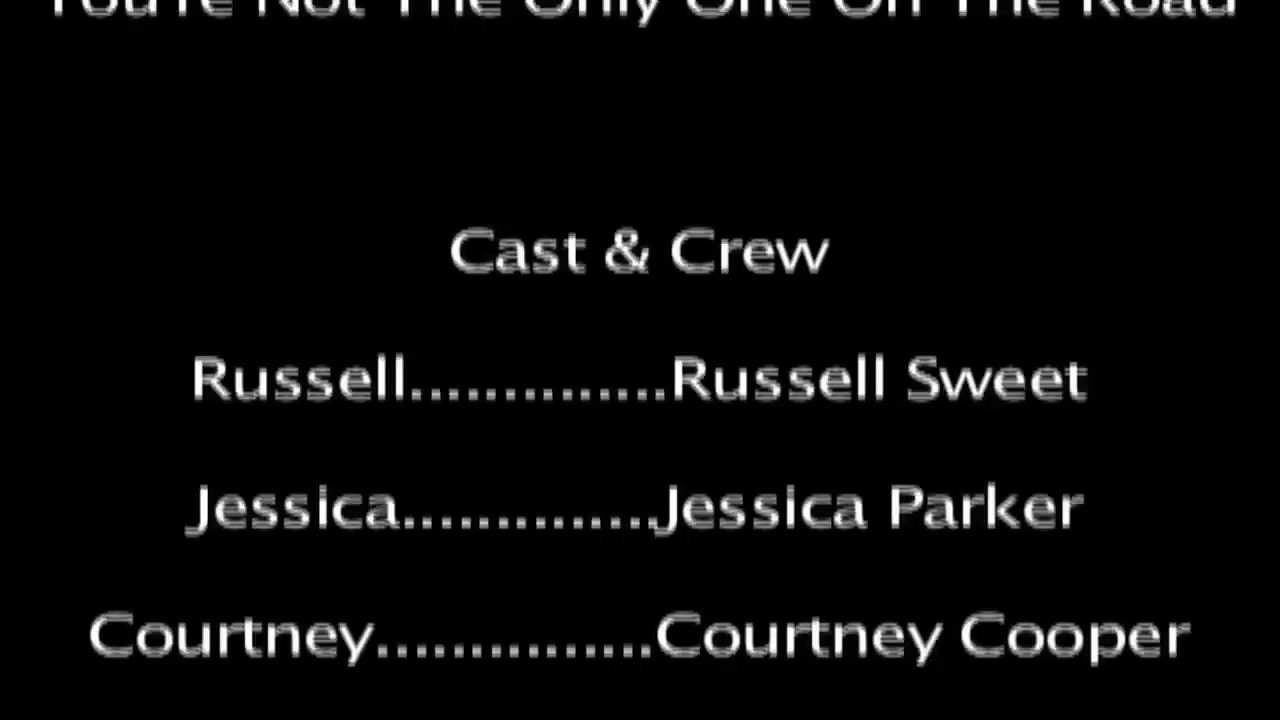 You're Not The Only One On The Road
Cast & Crew
Russell..............Russell Sweet
Jessica..............Jessica Parker
Courtney...............Courtney Cooper